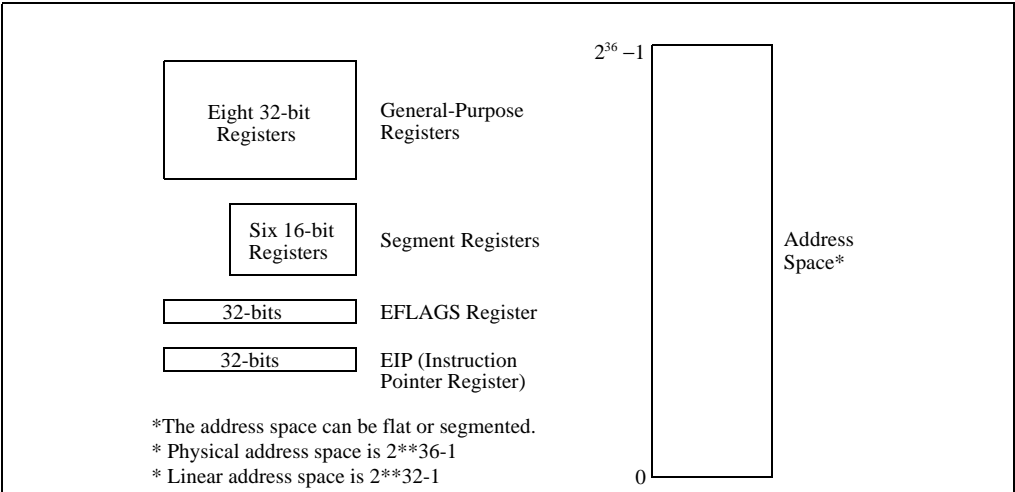 2³⁶ −1
Eight 32-bit
Registers
General-Purpose
Registers
Six 16-bit
Registers
Segment Registers
Address
Space*
32-bits
EFLAGS Register
32-bits
EIP (Instruction
Pointer Register)
*The address space can be flat or segmented.
* Physical address space is 2**36-1
* Linear address space is 2**32-1
0